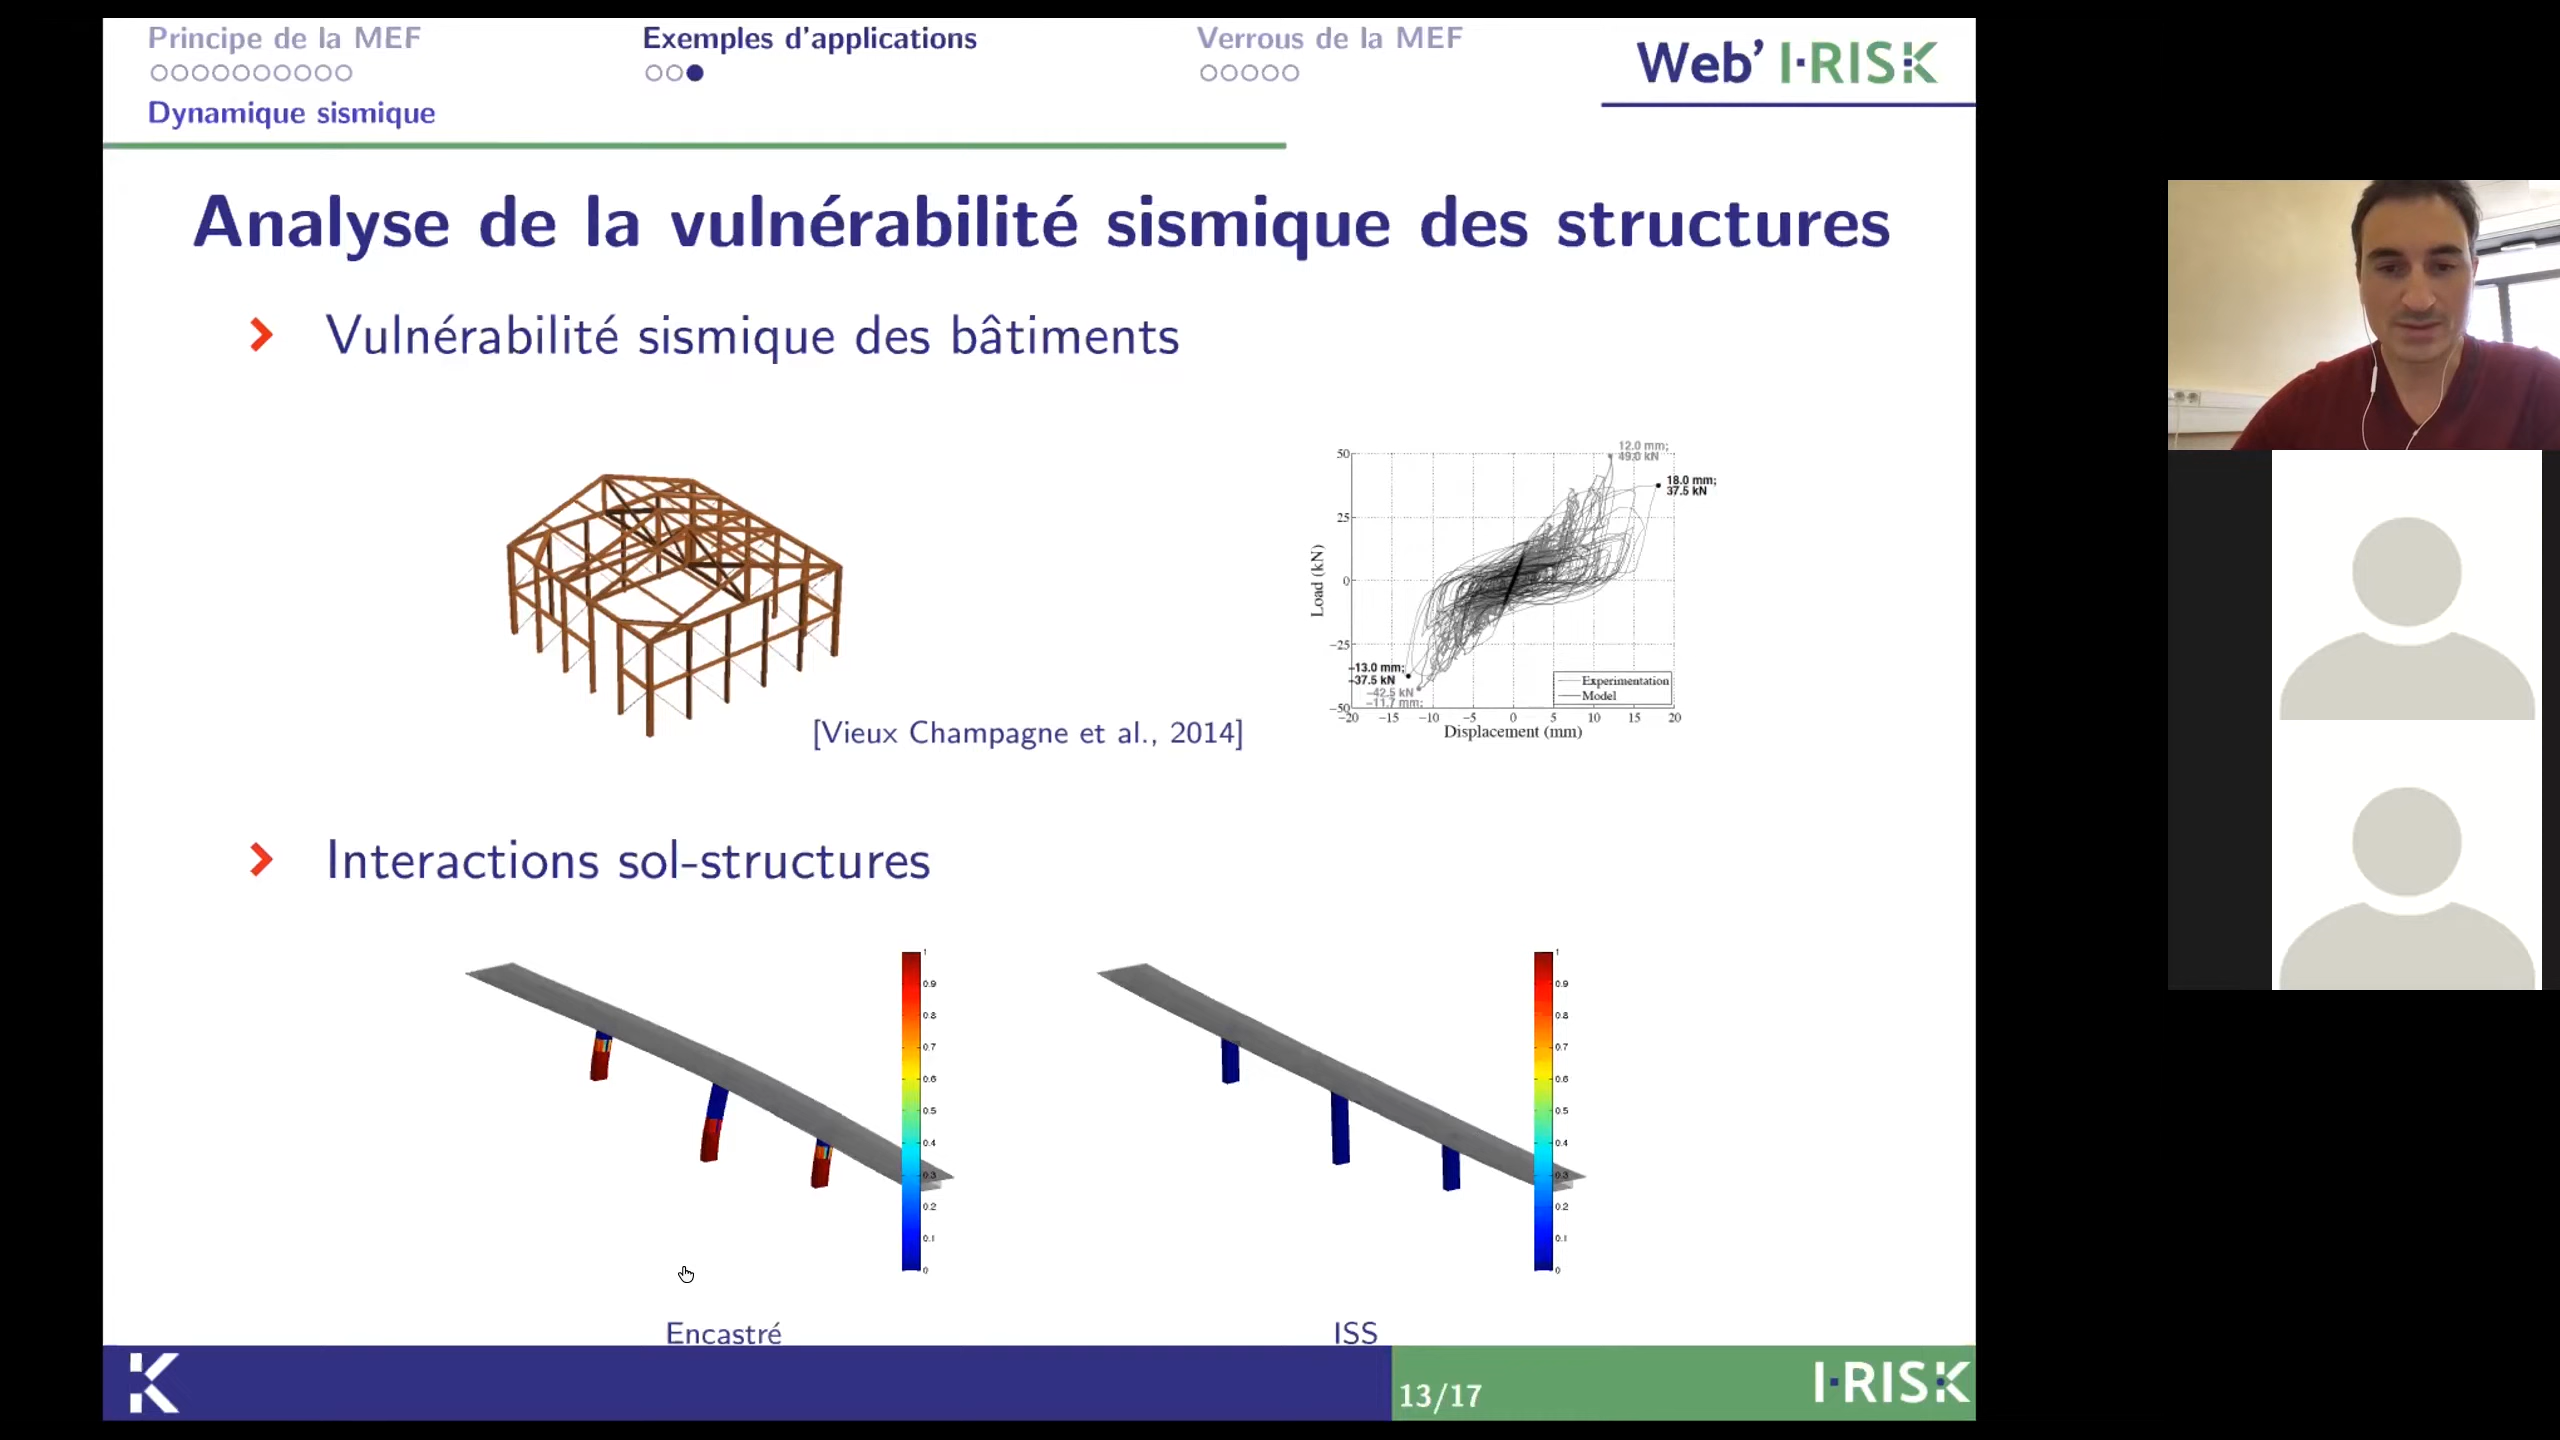 Principe de la MEF
Exemples d'applications
Verrous de la MEF
Web' I·RISK
Dynamique sismique
Analyse de la vulnérabilité sismique des structures
Vulnérabilité sismique des bâtiments
12.0 mm;
49.0 kN
18.0 mm;
37.5 kN
50
25
0
−25
−50
Load (kN)
−13.0 mm;
−37.5 kN
−42.5 kN
−11.7 mm;
Experimentation
Model
−20 −15 −10 −5 0 5 10 15 20
Displacement (mm)
[Vieux Champagne et al., 2014]
Interactions sol-structures
1
0.9
0.8
0.7
0.6
0.5
0.4
0.3
0.2
0.1
0
1
0.9
0.8
0.7
0.6
0.5
0.4
0.3
0.2
0.1
0
Encastré
ISS
K
13/17
I·RISK